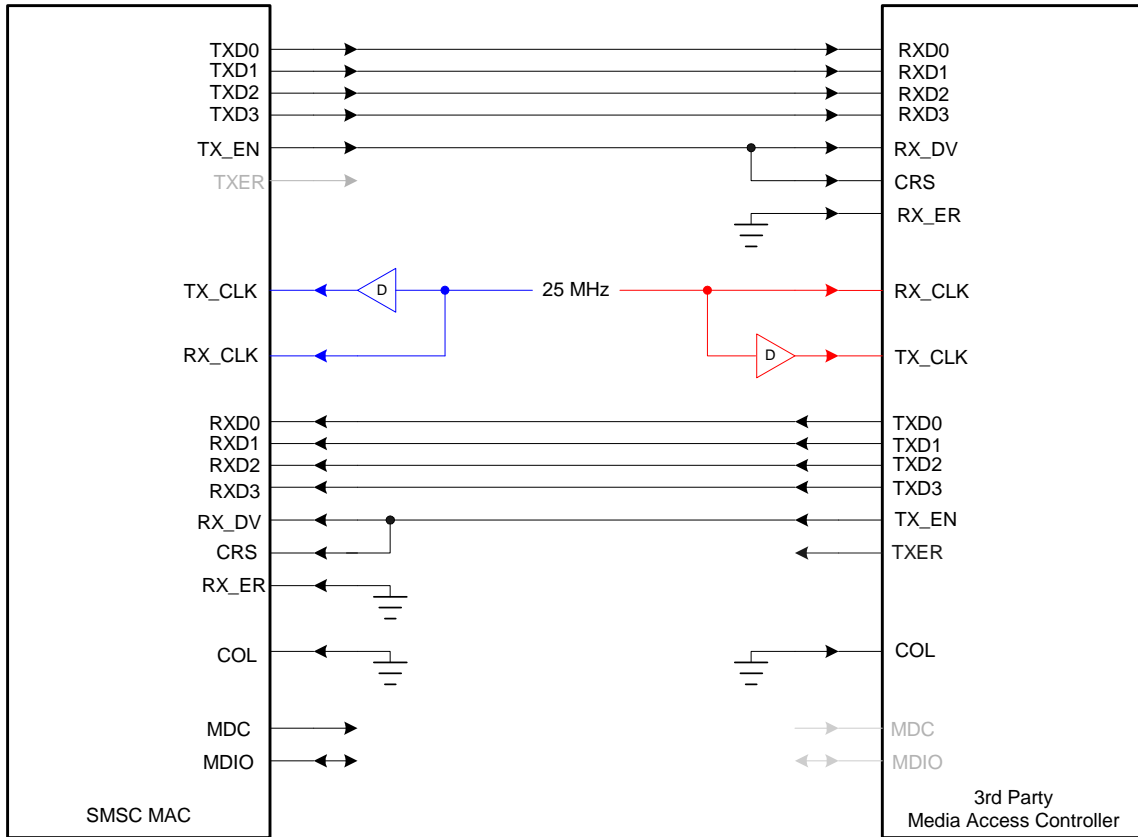 TXD0
TXD1
TXD2
TXD3
TX_EN
TXER
TX_CLK
RX_CLK
RXD0
RXD1
RXD2
RXD3
RX_DV
CRS
RX_ER
COL
MDC
MDIO
SMSC MAC
D
25 MHz
D
RXD0
RXD1
RXD2
RXD3
RX_DV
CRS
RX_ER
RX_CLK
TX_CLK
TXD0
TXD1
TXD2
TXD3
TX_EN
TXER
COL
MDC
MDIO
3rd Party
Media Access Controller